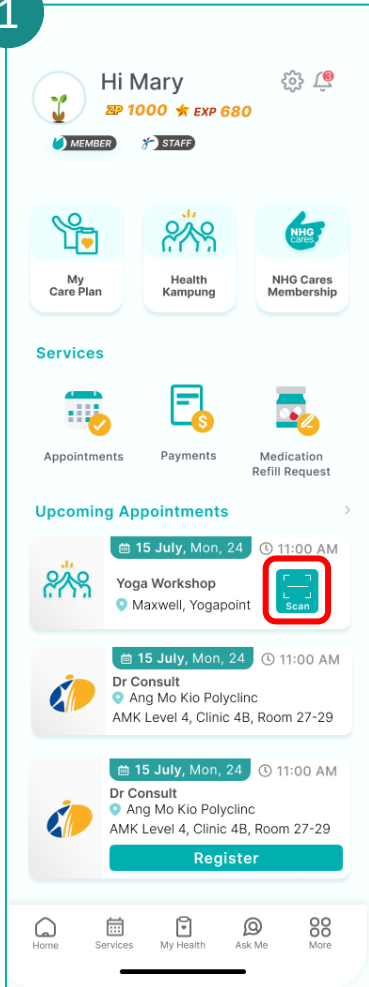 1
Hi Mary
3
ZP 1000 EXP 680
MEMBER STAFF
NHG
cares
My
Care Plan
Health
Kampung
NHG Cares
Membership
Services
Appointments
Payments
Medication
Refill Request
Upcoming Appointments >
15 July, Mon, 24 11:00 AM
Yoga Workshop
Maxwell, Yogapoint
Scan
15 July, Mon, 24 11:00 AM
Dr Consult
Ang Mo Kio Polyclinc
AMK Level 4, Clinic 4B, Room 27-29
15 July, Mon, 24 11:00 AM
Dr Consult
Ang Mo Kio Polyclinc
AMK Level 4, Clinic 4B, Room 27-29
Register
Home Services My Health Ask Me More